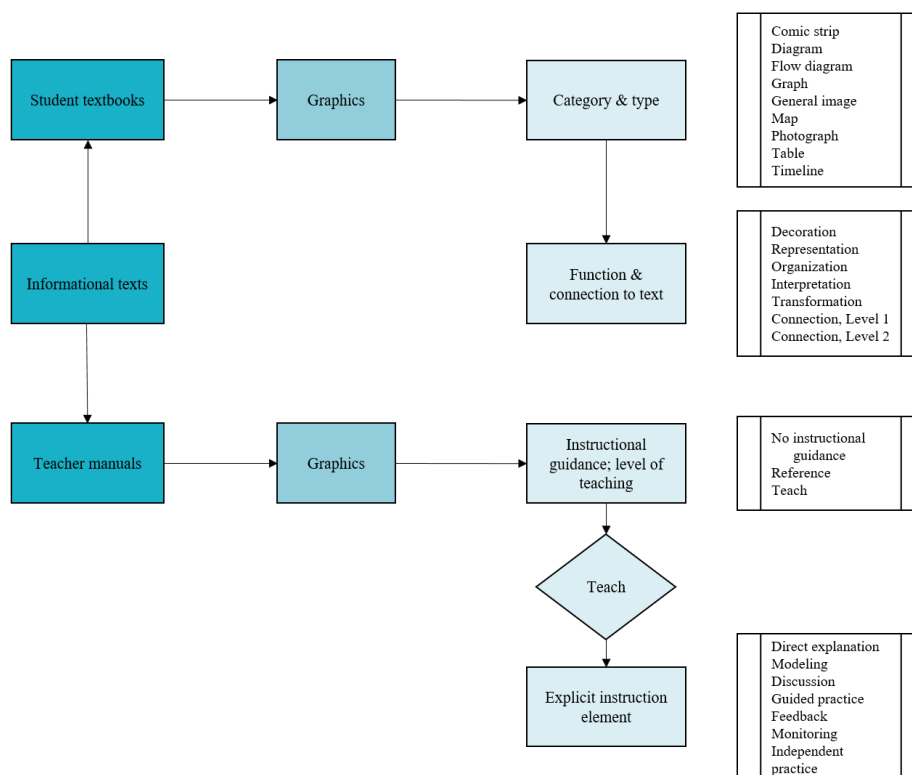 Student textbooks
Graphics
Category & type
Comic strip
Diagram
Flow diagram
Graph
General image
Map
Photograph
Table
Timeline
Informational texts
Function &
connection to text
Decoration
Representation
Organization
Interpretation
Transformation
Connection, Level 1
Connection, Level 2
Teacher manuals
Graphics
Instructional
guidance; level of
teaching
No instructional
guidance
Reference
Teach
Teach
Explicit instruction
element
Direct explanation
Modeling
Discussion
Guided practice
Feedback
Monitoring
Independent
practice